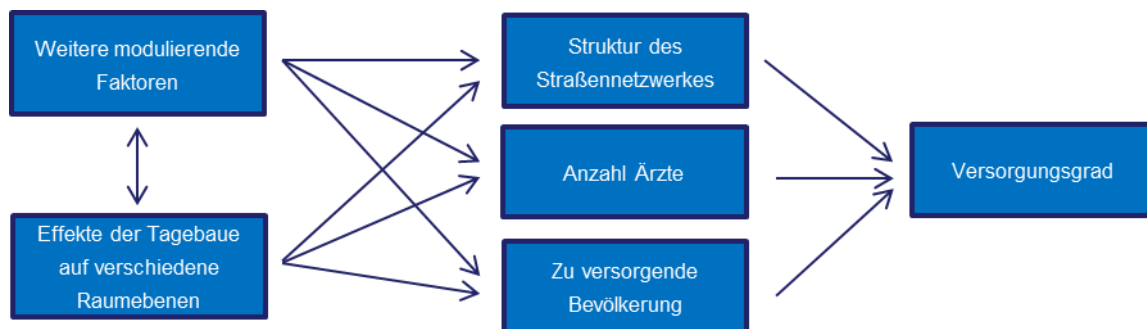 Weitere modulierende
Faktoren
Effekte der Tagebaue
auf verschiedene
Raumebenen
Struktur des
Straßennetzwerkes
Anzahl Ärzte
Zu versorgende
Bevölkerung
Versorgungsgrad